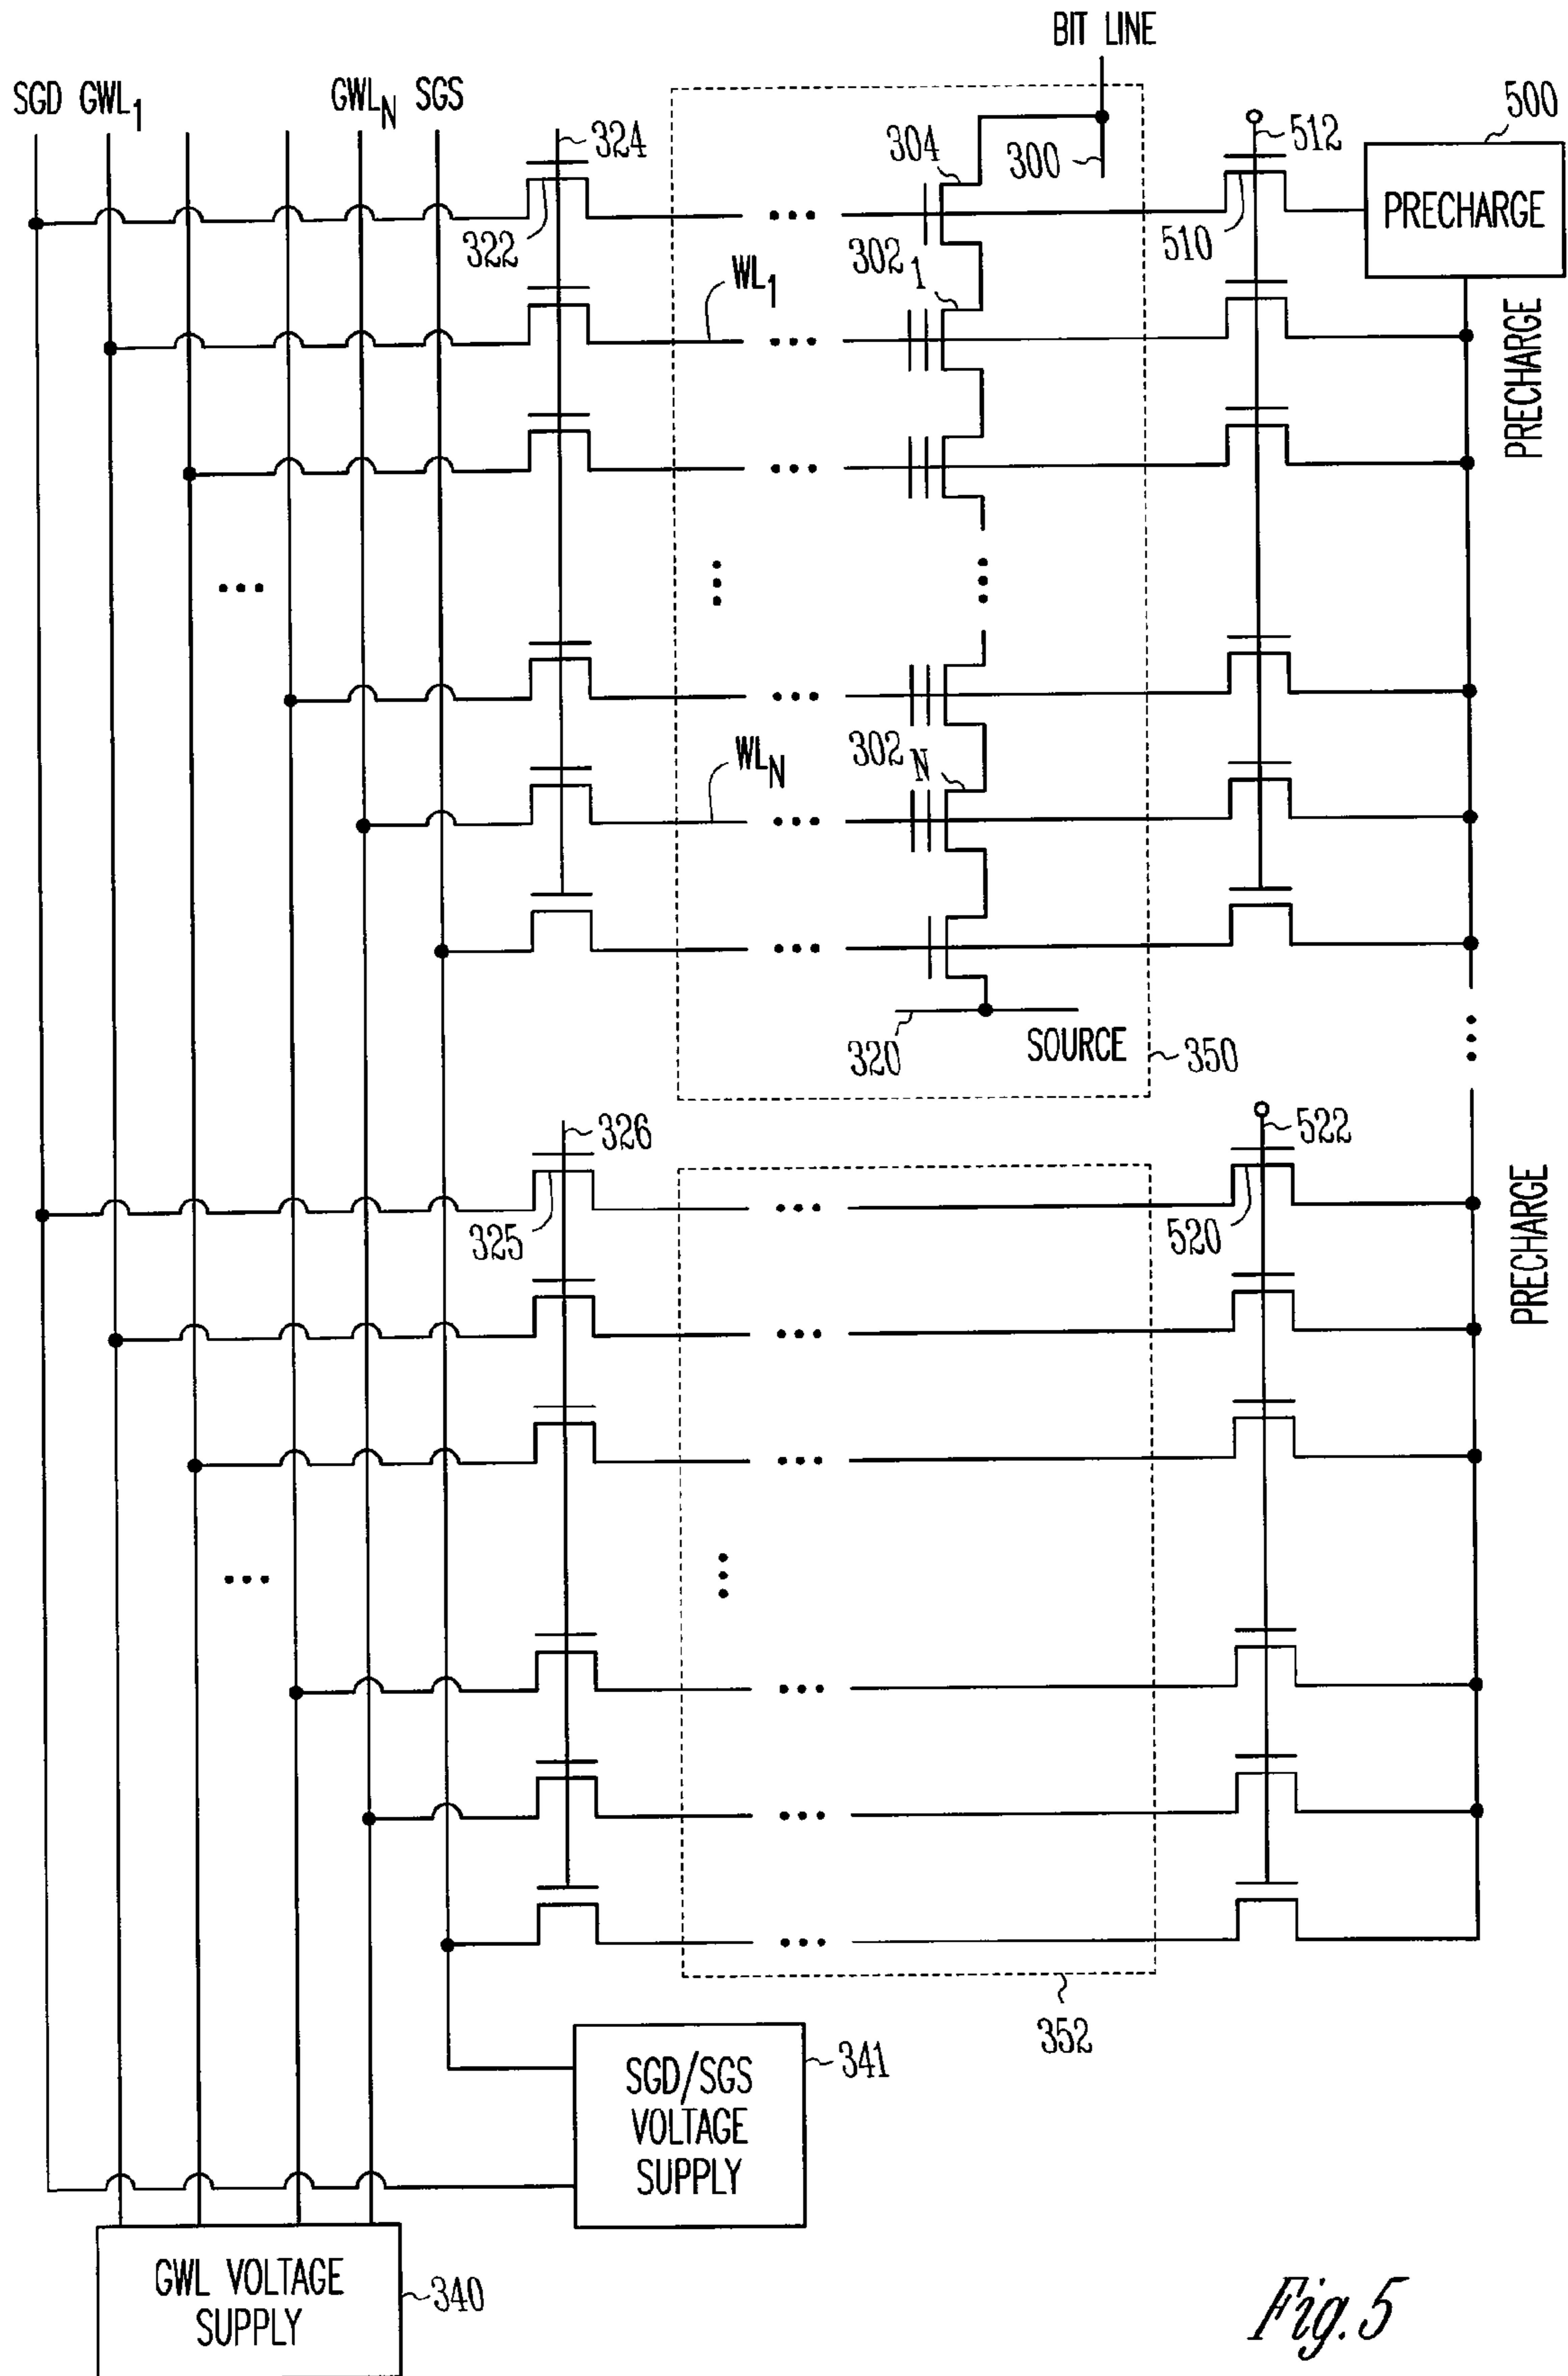 BIT LINE
SGD GWL1 GWLN SGS
324
304
300
512
500
PRECHARGE
322
510
302 1
WL1
PRECHARGE
302 N
WLN
320
SOURCE
350
326
522
325
520
PRECHARGE
352
SGD/SGS
VOLTAGE
SUPPLY
341
GWL VOLTAGE
SUPPLY
340
Fig. 5